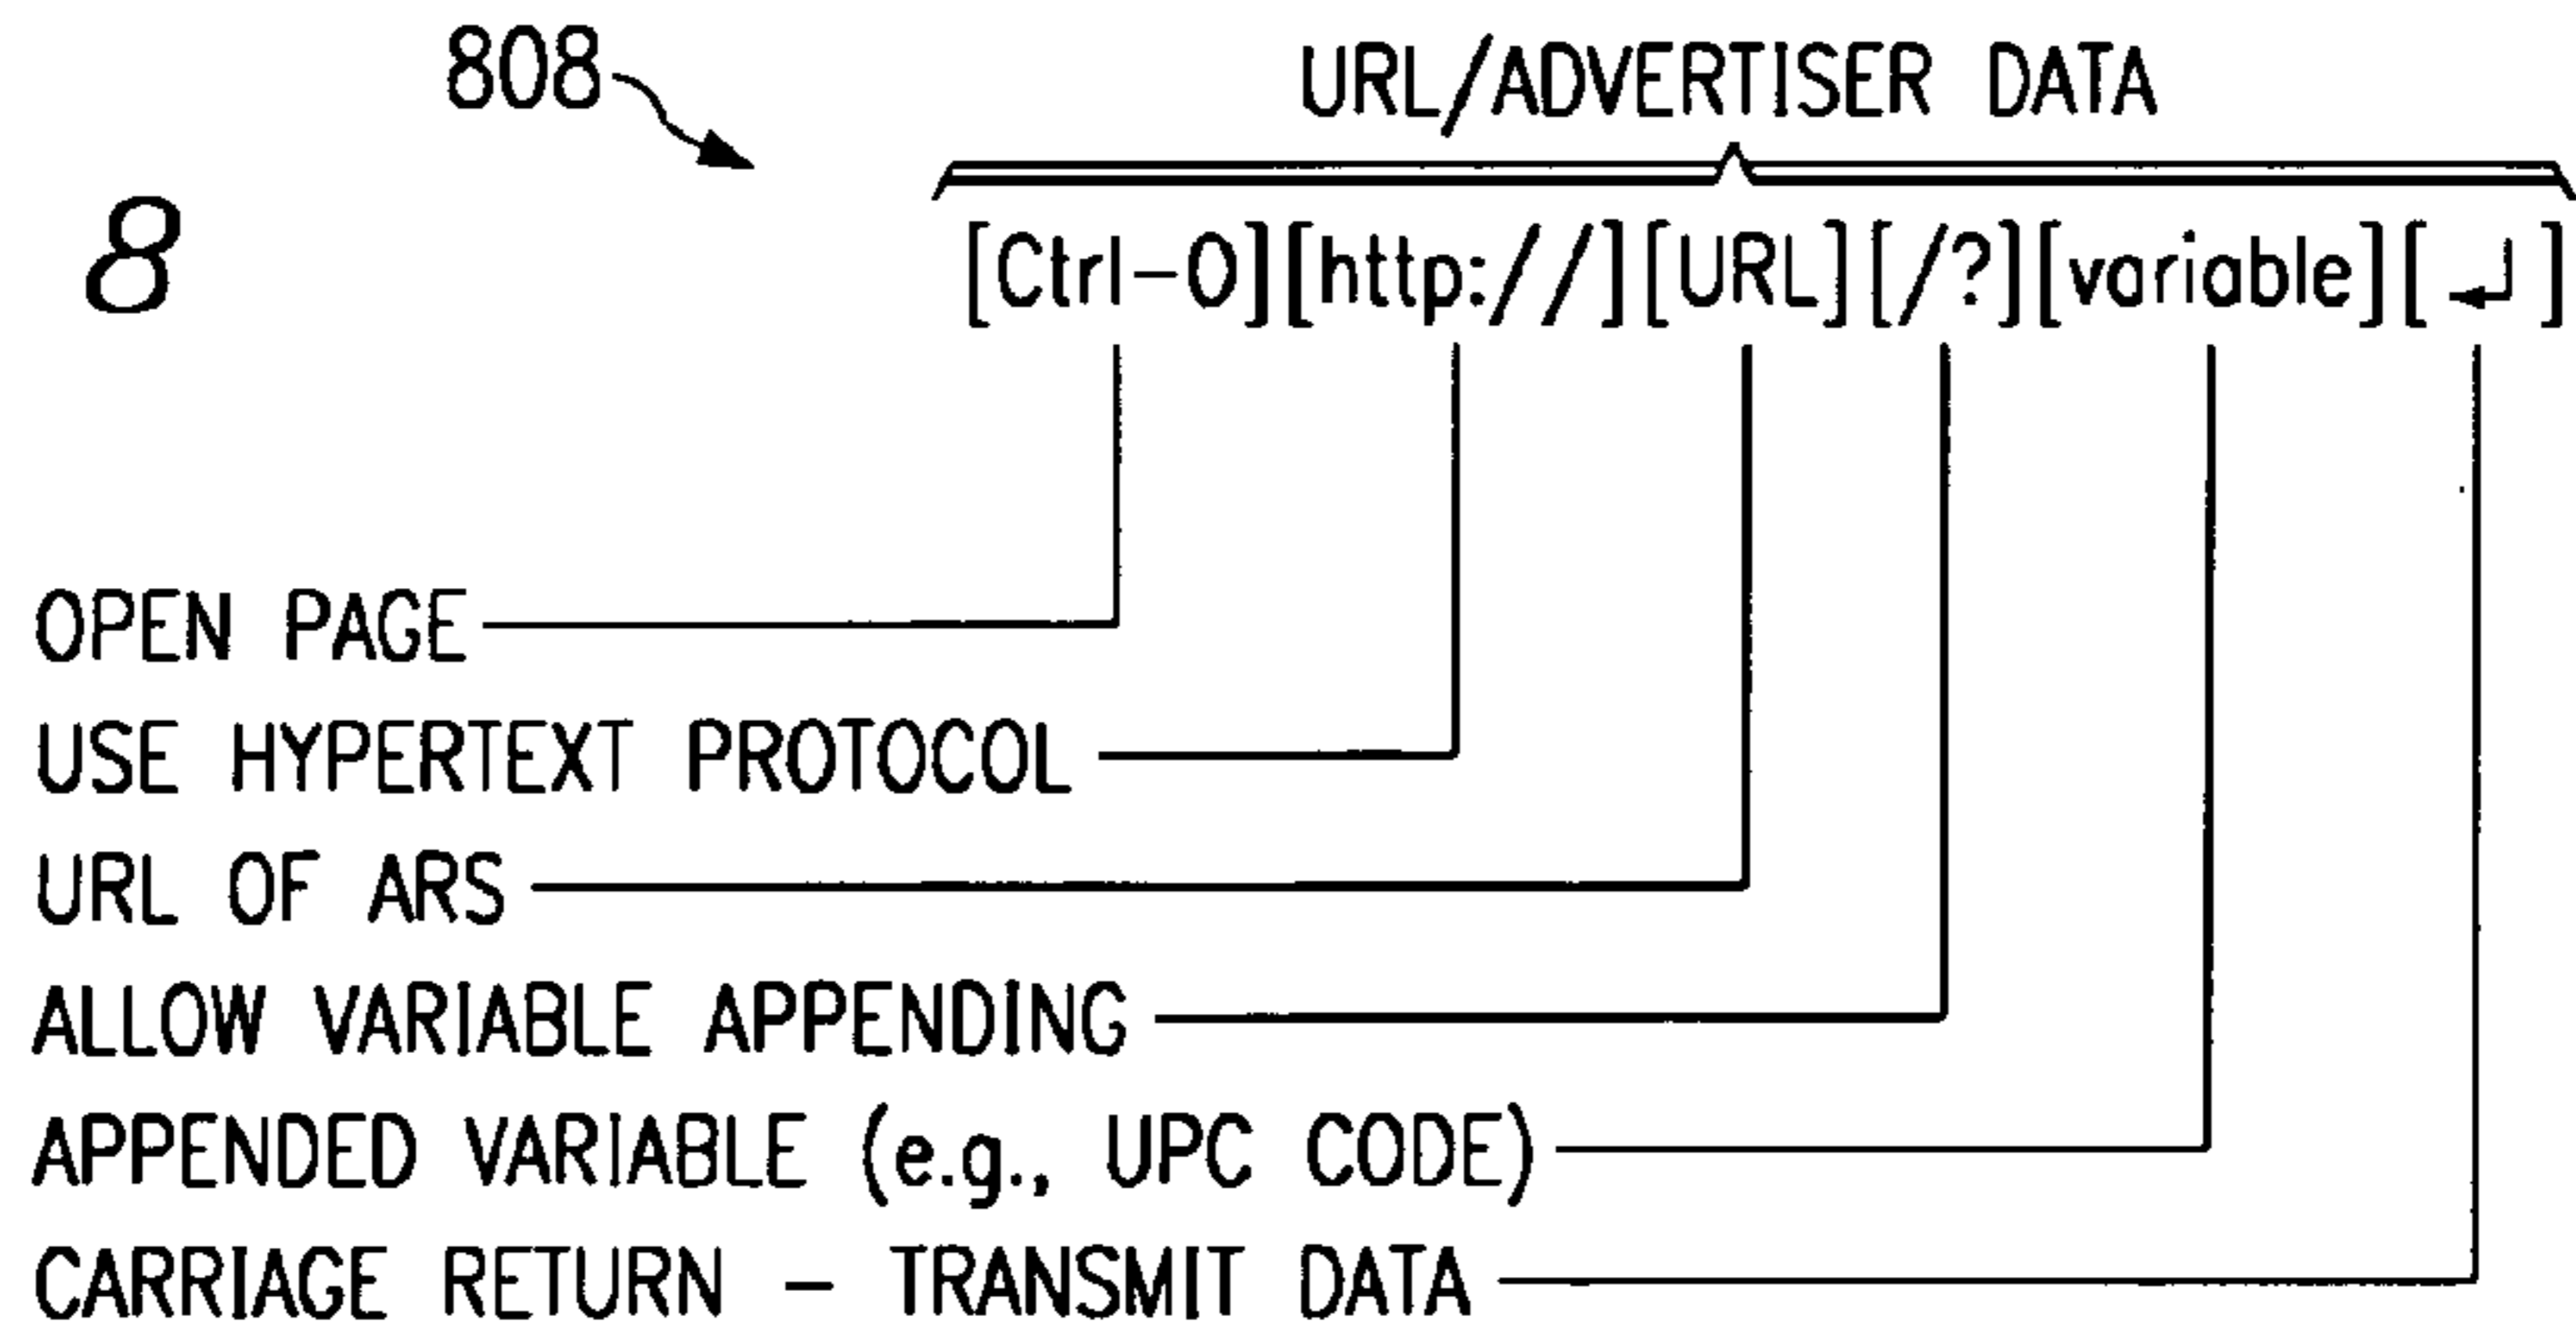 808
URL/ADVERTISER DATA
8
[Ctrl-O][http://][URL][/?][variable][↵]
OPEN PAGE
USE HYPERTEXT PROTOCOL
URL OF ARS
ALLOW VARIABLE APPENDING
APPENDED VARIABLE (e.g., UPC CODE)
CARRIAGE RETURN - TRANSMIT DATA